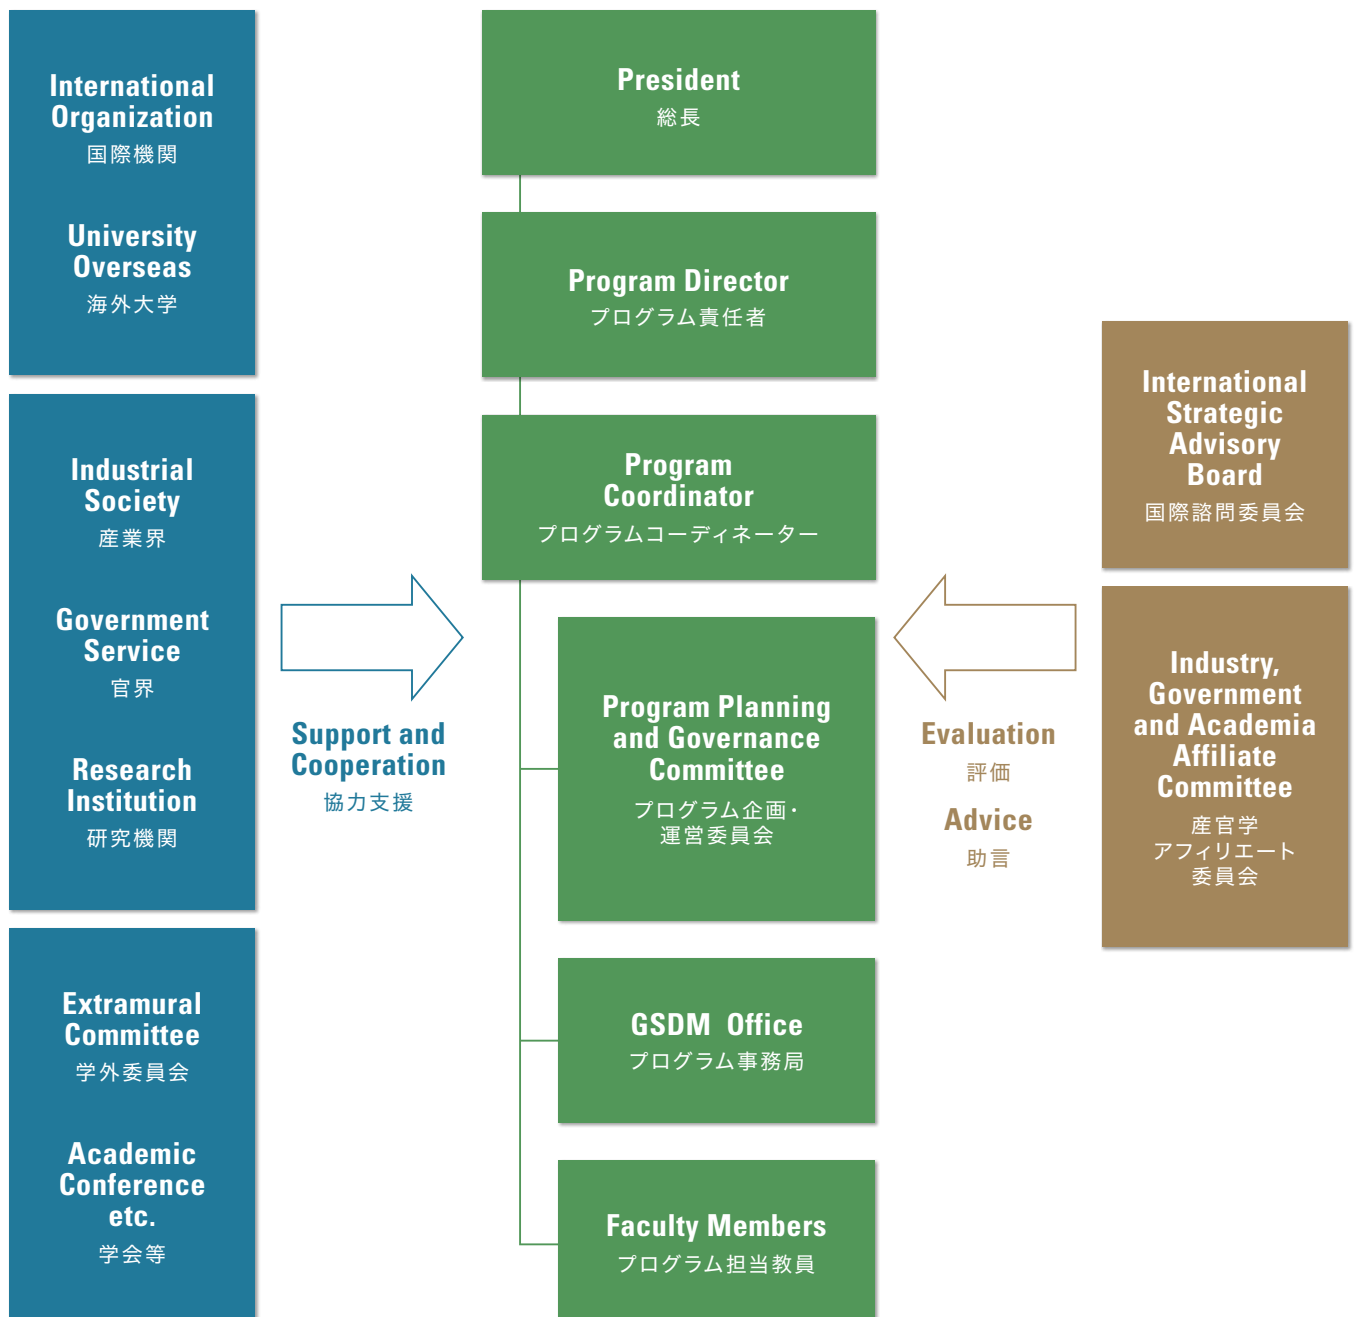 International
Organization
国際機関
University
Overseas
海外大学
Industrial
Society
産業界
Government
Service
官界
Research
Institution
研究機関
Extramural
Committee
学外委員会
Academic
Conference
etc.
学会等
Support and
Cooperation
協力支援
President
総長
Program Director
プログラム責任者
Program
Coordinator
プログラムコーディネーター
Program Planning
and Governance
Committee
プログラム企画・
運営委員会
GSDM Office
プログラム事務局
Faculty Members
プログラム担当教員
Evaluation
評価
Advice
助言
International
Strategic
Advisory
Board
国際諮問委員会
Industry,
Government
and Academia
Affiliate
Committee
産官学
アフィリエート
委員会